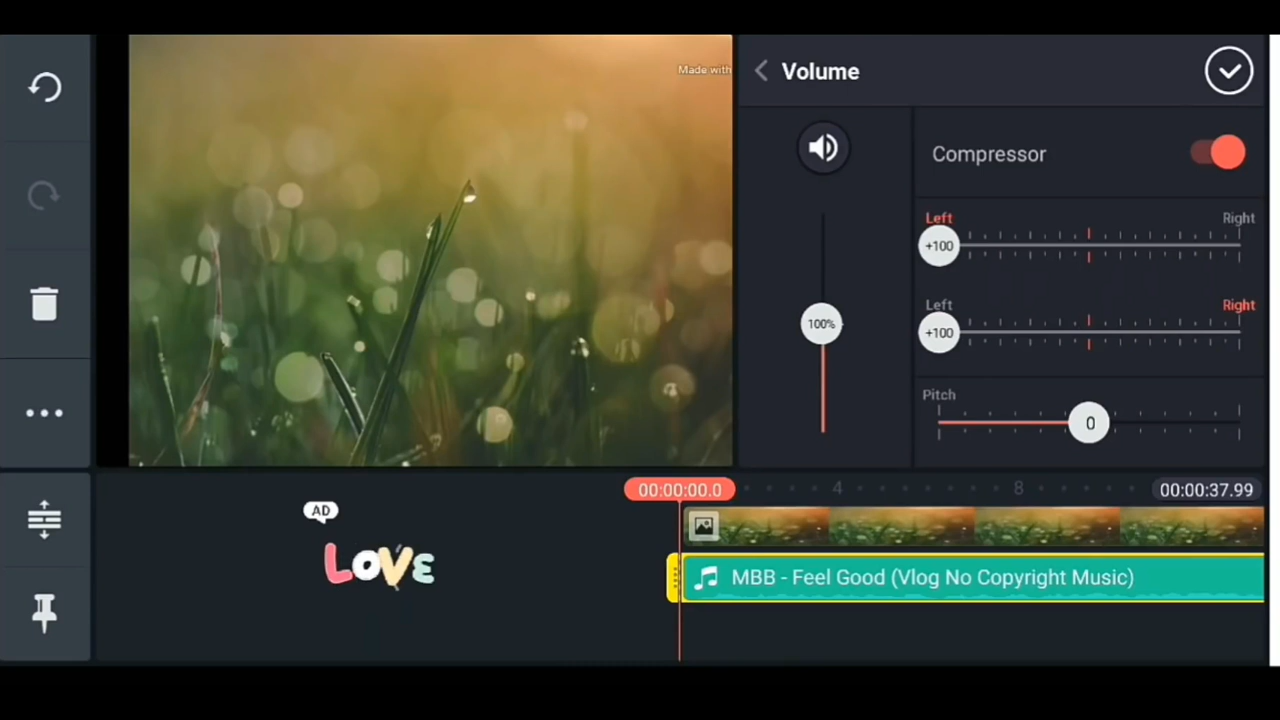 Made with
Volume
Compressor
Left
Right
+100
Left
Right
+100
100%
Pitch
0
00:00:00.0
4
8
00:00:37.99
AD
LOVE
MBB - Feel Good (Vlog No Copyright Music)